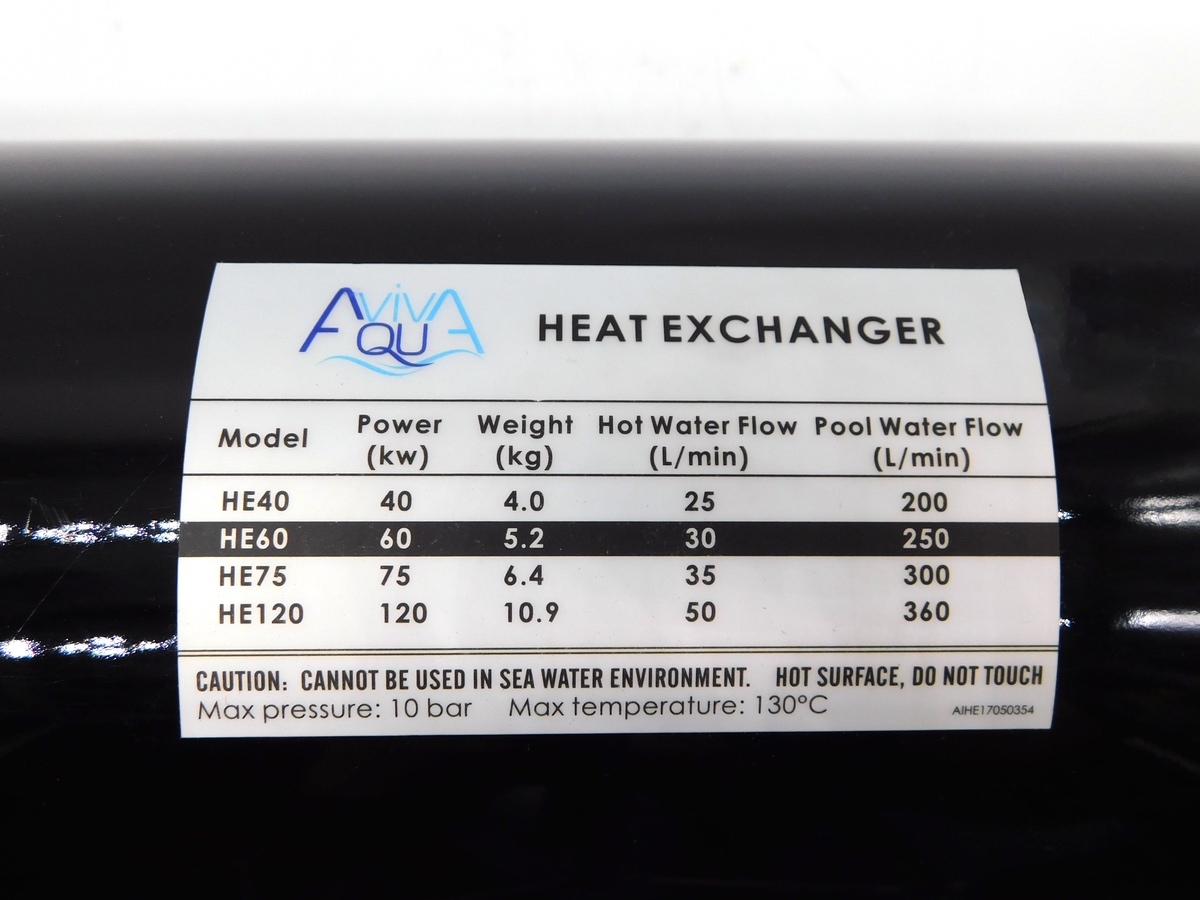 AVIVA
AQUA
HEAT EXCHANGER
Model Power (kw) Weight (kg) Hot Water Flow (L/min) Pool Water Flow (L/min)
HE40 40 4.0 25 200
HE60 60 5.2 30 250
HE75 75 6.4 35 300
HE120 120 10.9 50 360
CAUTION: CANNOT BE USED IN SEA WATER ENVIRONMENT. HOT SURFACE, DO NOT TOUCH
Max pressure: 10 bar Max temperature: 130°C AIHE17050354